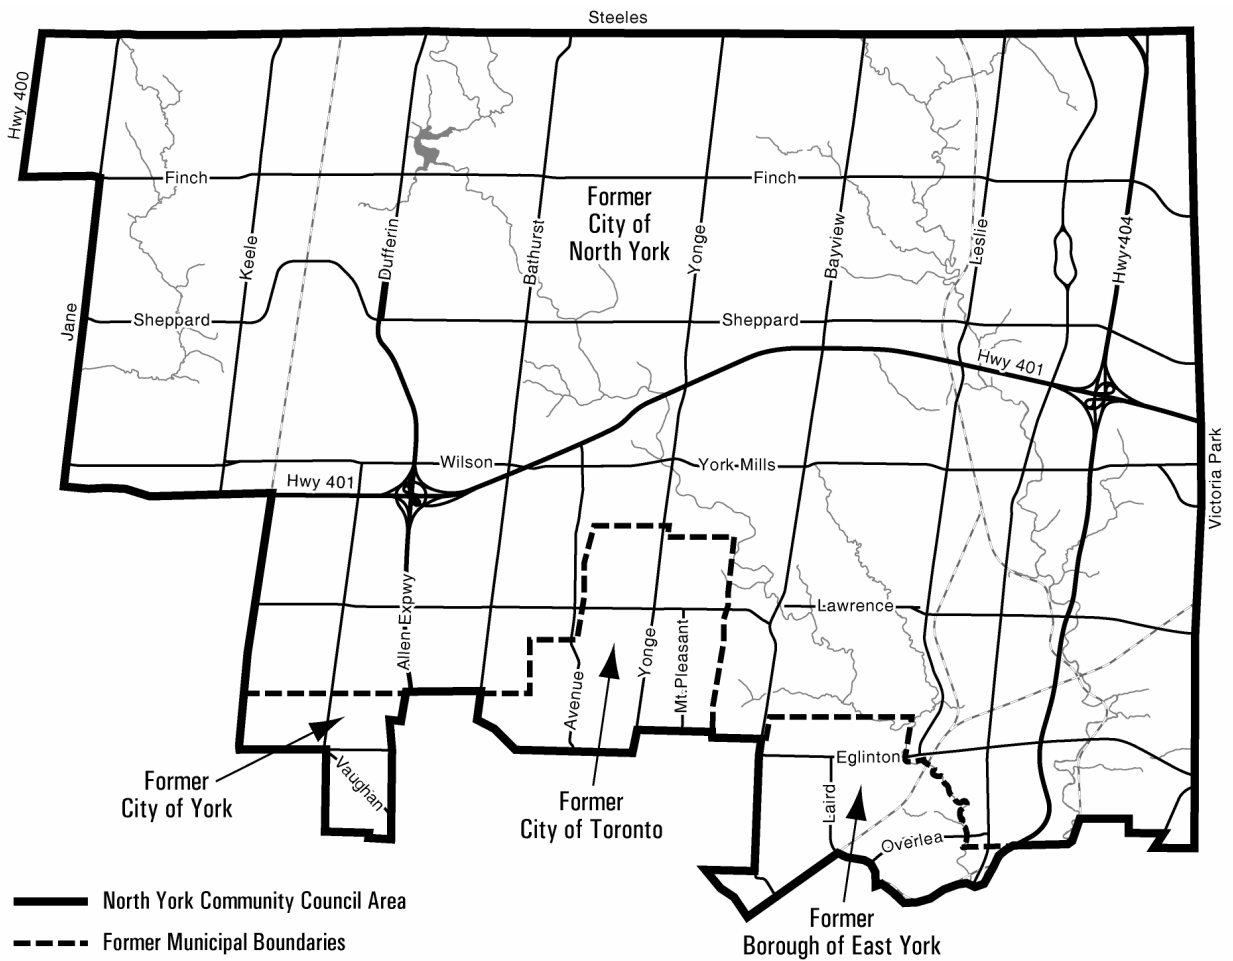 Steeles
Hwy 400
Finch
Finch
Former
City of
North York
Keele
Dufferin
Bathurst
Yonge
Bayview
Leslie
Hwy 404
Jane
Sheppard
Sheppard
Hwy 401
Wilson
York-Mills
Hwy 401
Victoria Park
Allen Expwy
Lawrence
Avenue
Yonge
Mt.Pleasant
Eglinton
Vaughan
Laird
Overlea
Former
City of York
Former
City of Toronto
Former
Borough of East York
North York Community Council Area
Former Municipal Boundaries